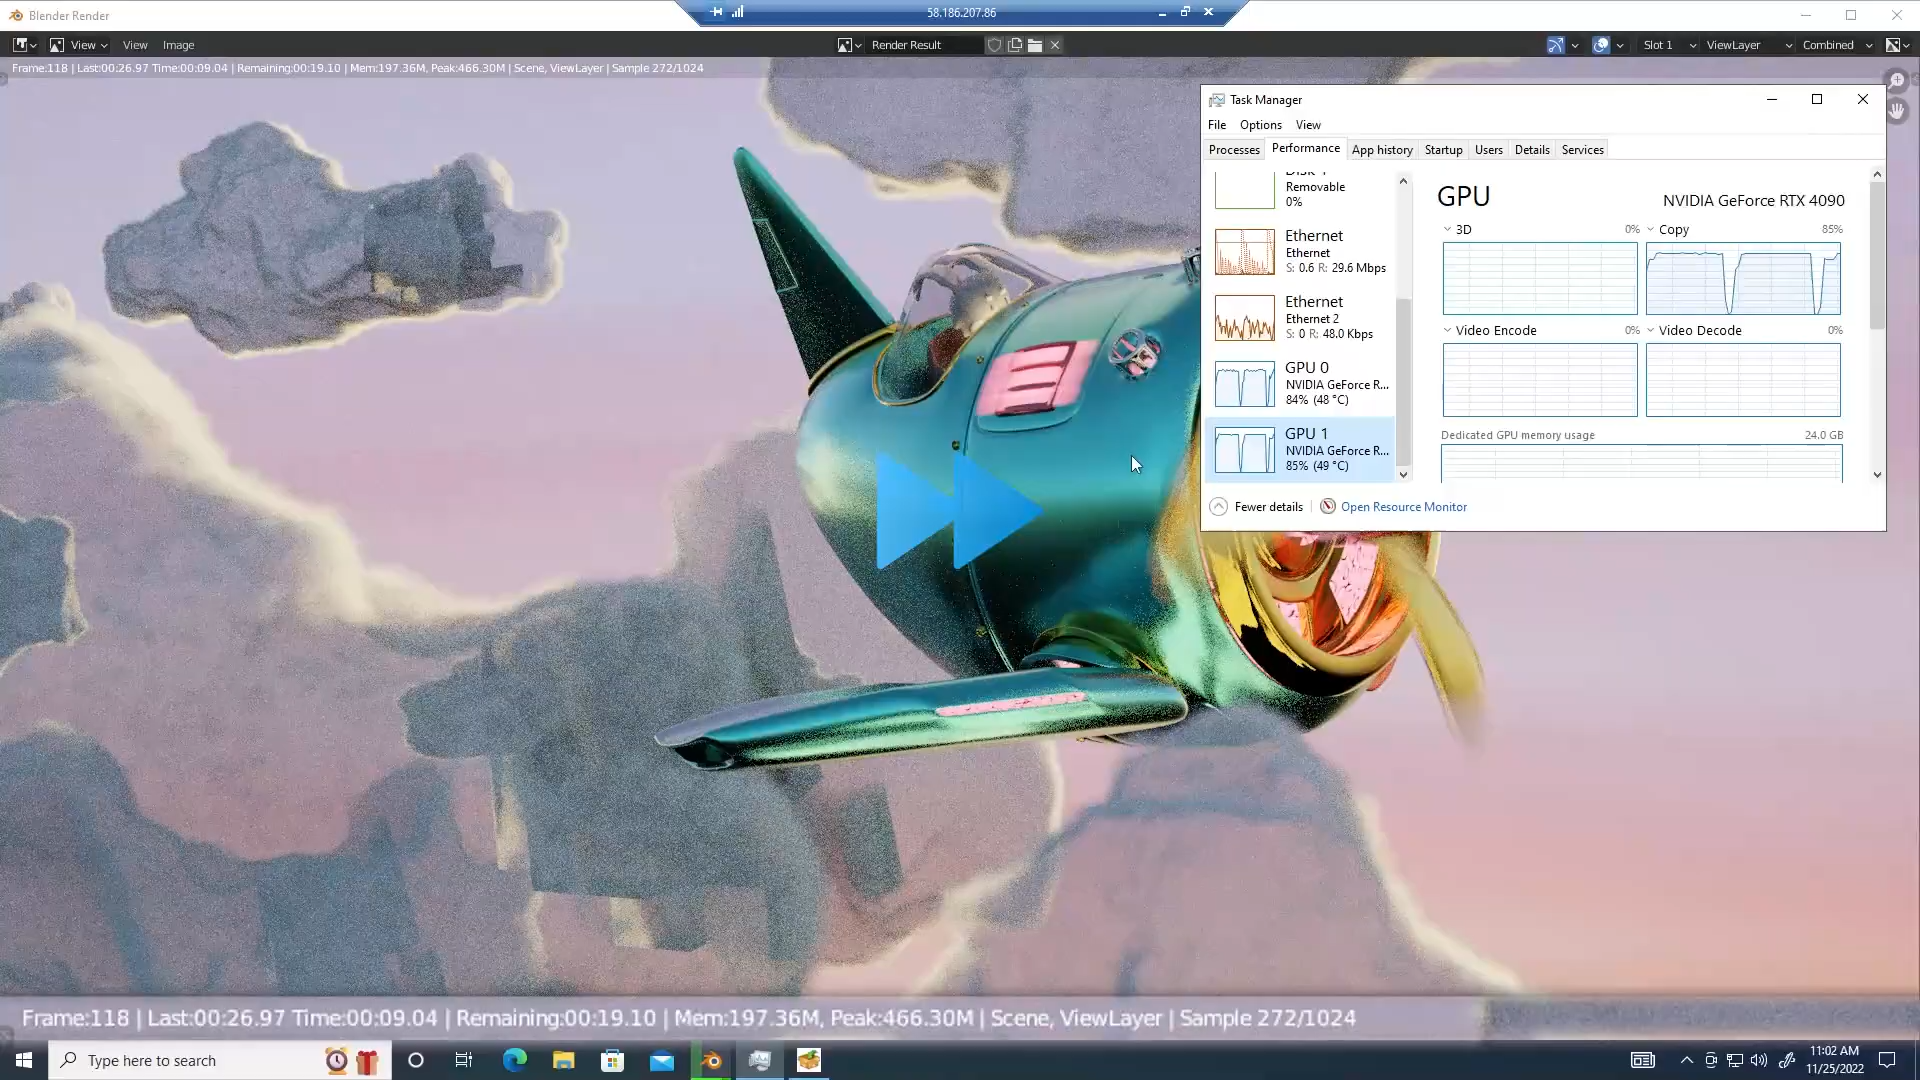 Blender Render
58.186.207.86
View View Image
Render Result
Slot 1 ViewLayer Combined
Frame:118 | Last:00:26.97 Time:00:09.04 | Remaining:00:19.10 | Mem:197.36M, Peak:466.30M | Scene, ViewLayer | Sample 272/1024
Task Manager
File Options View
Processes Performance App history Startup Users Details Services
Removable
0%
Ethernet
Ethernet
S: 0.6 R: 29.6 Mbps
Ethernet
Ethernet 2
S: 0 R: 48.0 Kbps
GPU 0
NVIDIA GeForce R...
84% (48 °C)
GPU 1
NVIDIA GeForce R...
85% (49 °C)
GPU
NVIDIA GeForce RTX 4090
3D 0%
Copy 85%
Video Encode 0%
Video Decode 0%
Dedicated GPU memory usage 24.0 GB
Fewer details
Open Resource Monitor
Frame:118 | Last:00:26.97 Time:00:09.04 | Remaining:00:19.10 | Mem:197.36M, Peak:466.30M | Scene, ViewLayer | Sample 272/1024
Type here to search
11:02 AM
11/25/2022